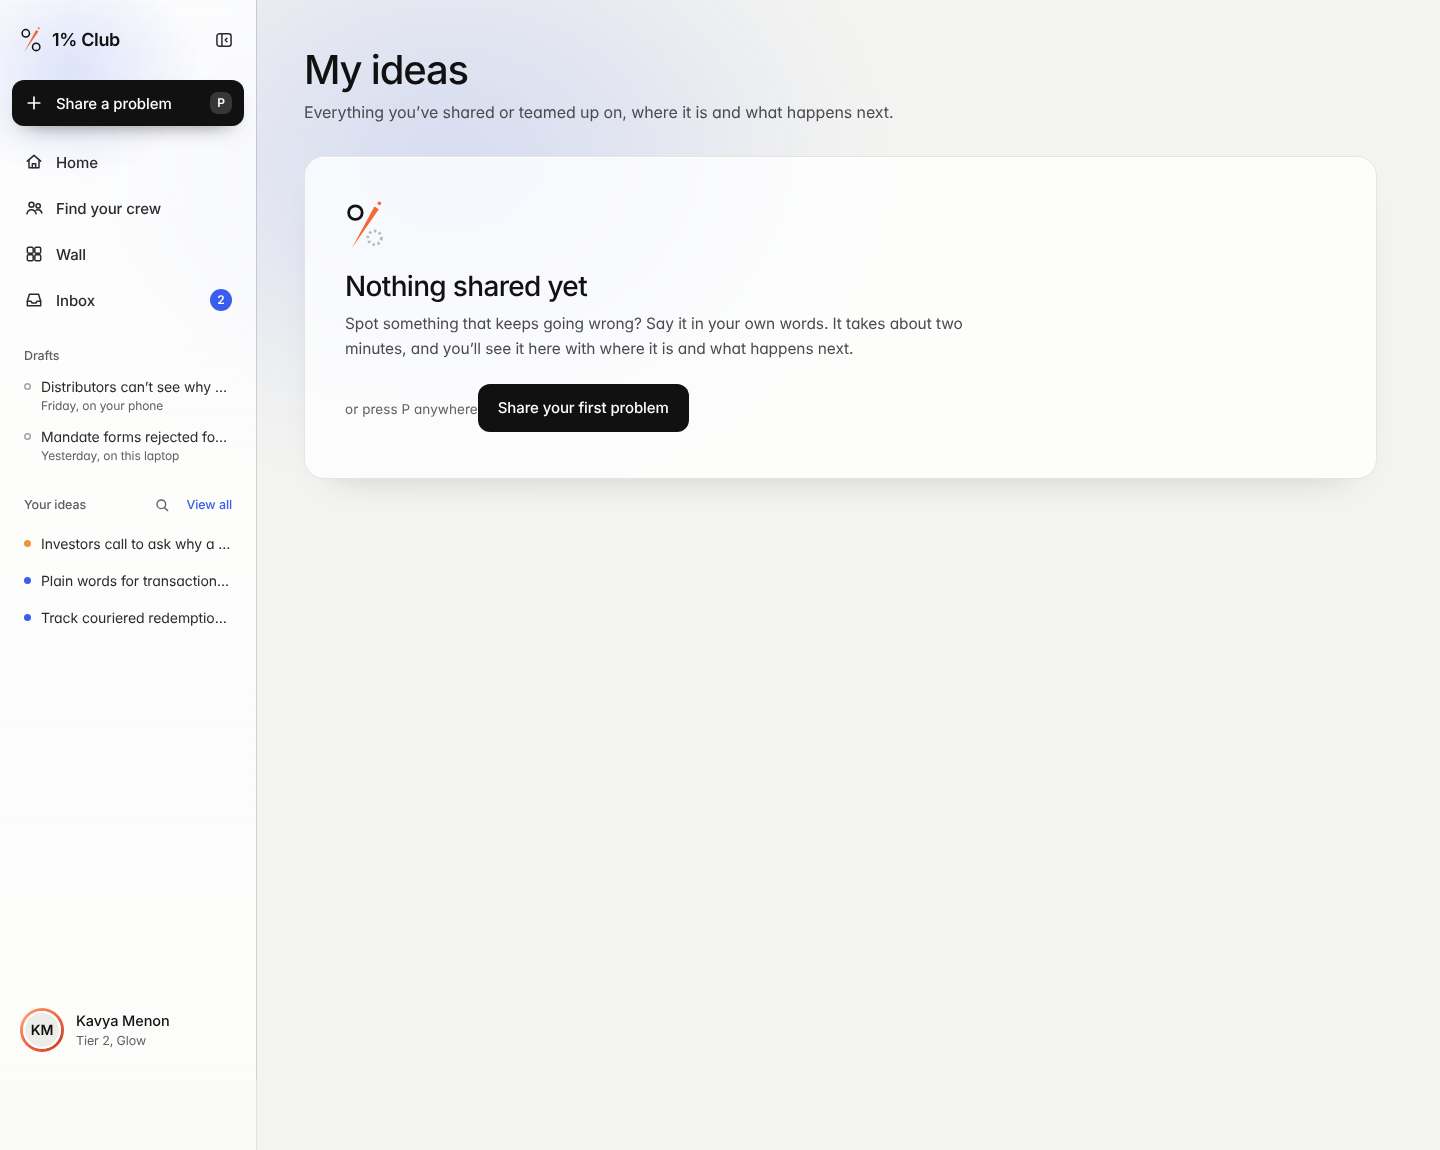 1% Club
Share a problem P
Home
Find your crew
Wall
Inbox 2
Drafts
Distributors can’t see why ...
Friday, on your phone
Mandate forms rejected fo...
Yesterday, on this laptop
Your ideas View all
Investors call to ask why a ...
Plain words for transaction...
Track couriered redemptio...
KM
Kavya Menon
Tier 2, Glow
My ideas
Everything you’ve shared or teamed up on, where it is and what happens next.
Nothing shared yet
Spot something that keeps going wrong? Say it in your own words. It takes about two
minutes, and you’ll see it here with where it is and what happens next.
or press P anywhere Share your first problem